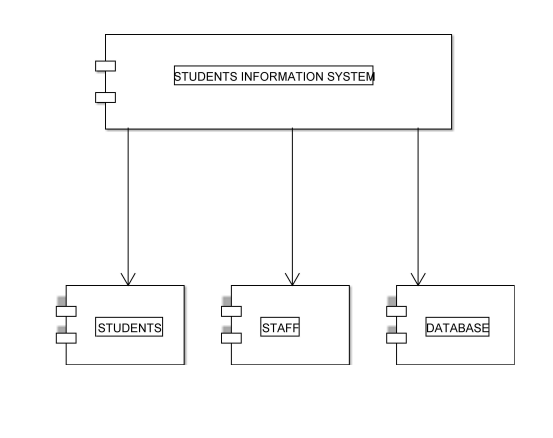 STUDENTS INFORMATION SYSTEM
STUDENTS
STAFF
DATABASE